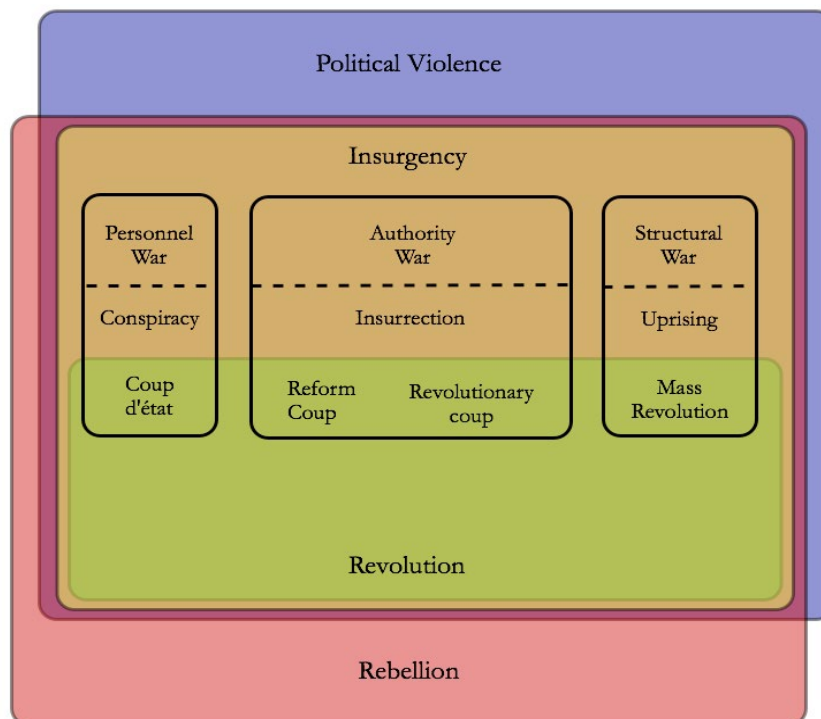 Political Violence
Insurgency
Personnel
War
Authority
War
Structural
War
Conspiracy
Insurrection
Uprising
Coup
d'état
Reform
Coup
Revolutionary
coup
Mass
Revolution
Revolution
Rebellion